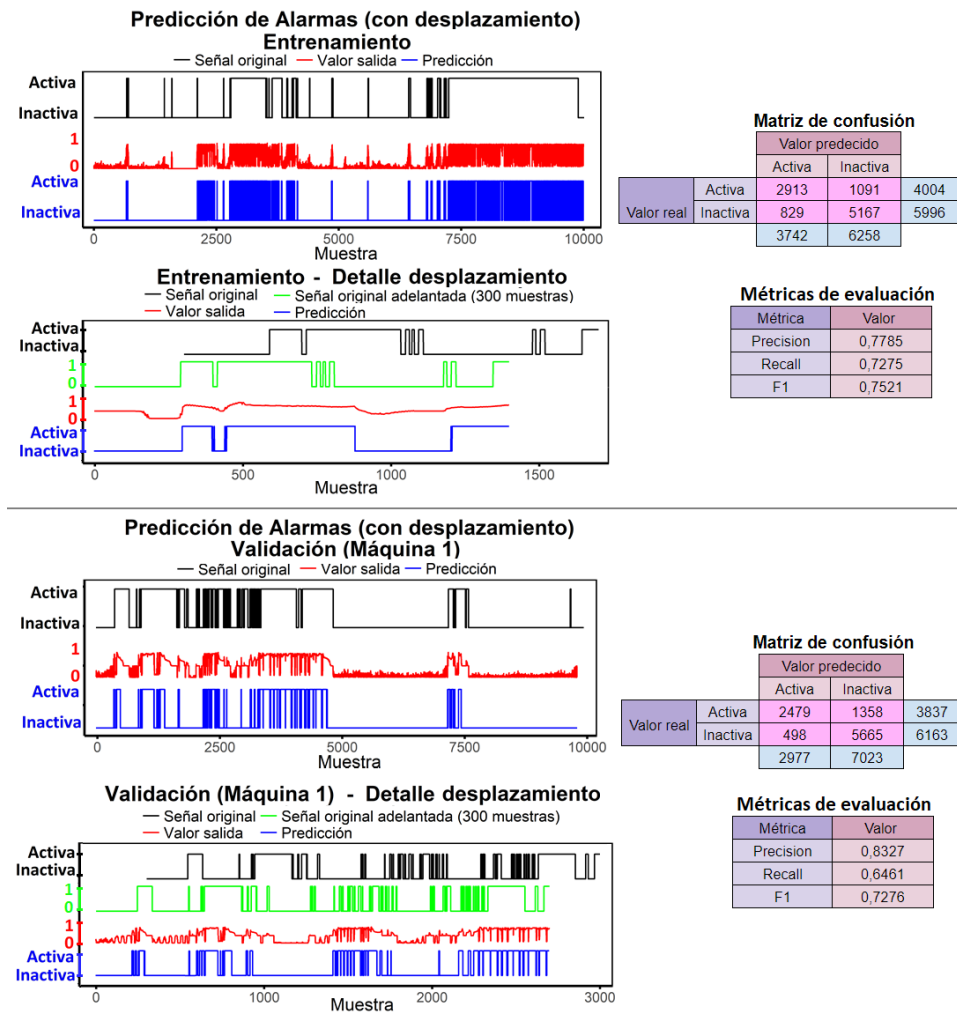 Predicción de Alarmas (con desplazamiento)
Entrenamiento
Señal original Valor salida Predicción
Activa
Inactiva
1
0
Activa
Inactiva
0 2500 5000 7500 10000
Muestra
Matriz de confusión
Valor predecido
Activa Inactiva
Valor real Activa 2913 1091 4004
Inactiva 829 5167 5996
3742 6258
Entrenamiento - Detalle desplazamiento
Señal original Señal original adelantada (300 muestras)
Valor salida Predicción
Activa
Inactiva
1
0
1
0
Activa
Inactiva
0 500 1000 1500
Muestra
Métricas de evaluación
Métrica Valor
Precision 0,7785
Recall 0,7275
F1 0,7521
Predicción de Alarmas (con desplazamiento)
Validación (Máquina 1)
Señal original Valor salida Predicción
Activa
Inactiva
1
0
Activa
Inactiva
0 2500 5000 7500 10000
Muestra
Matriz de confusión
Valor predecido
Activa Inactiva
Valor real Activa 2479 1358 3837
Inactiva 498 5665 6163
2977 7023
Validación (Máquina 1) - Detalle desplazamiento
Señal original Señal original adelantada (300 muestras)
Valor salida Predicción
Activa
Inactiva
1
0
1
0
Activa
Inactiva
0 1000 2000 3000
Muestra
Métricas de evaluación
Métrica Valor
Precision 0,8327
Recall 0,6461
F1 0,7276